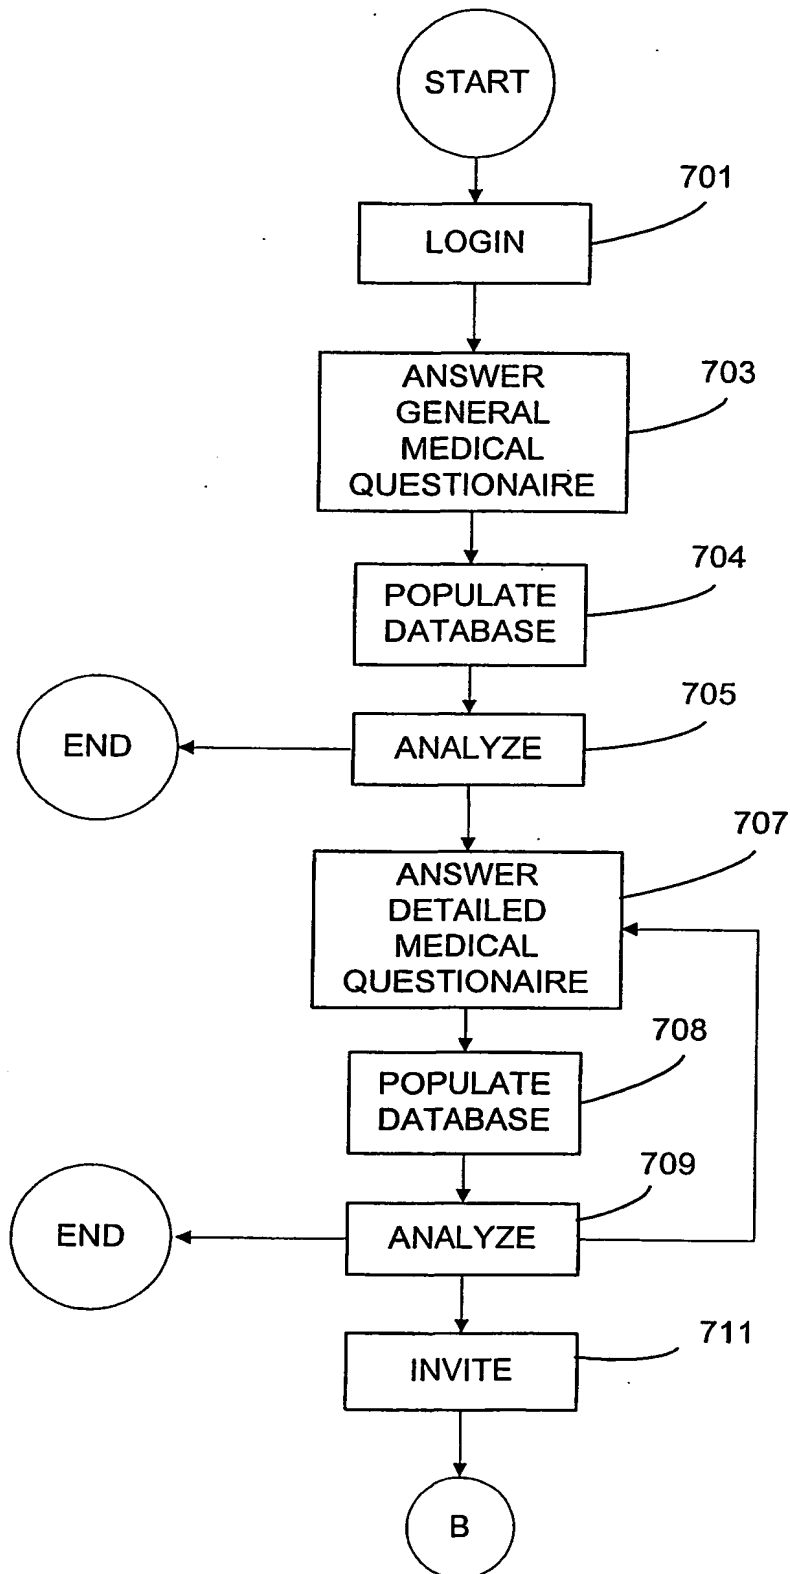 START
701
LOGIN
703
ANSWER
GENERAL
MEDICAL
QUESTIONAIRE
704
POPULATE
DATABASE
705
END
ANALYZE
707
ANSWER
DETAILED
MEDICAL
QUESTIONAIRE
708
POPULATE
DATABASE
709
END
ANALYZE
711
INVITE
B